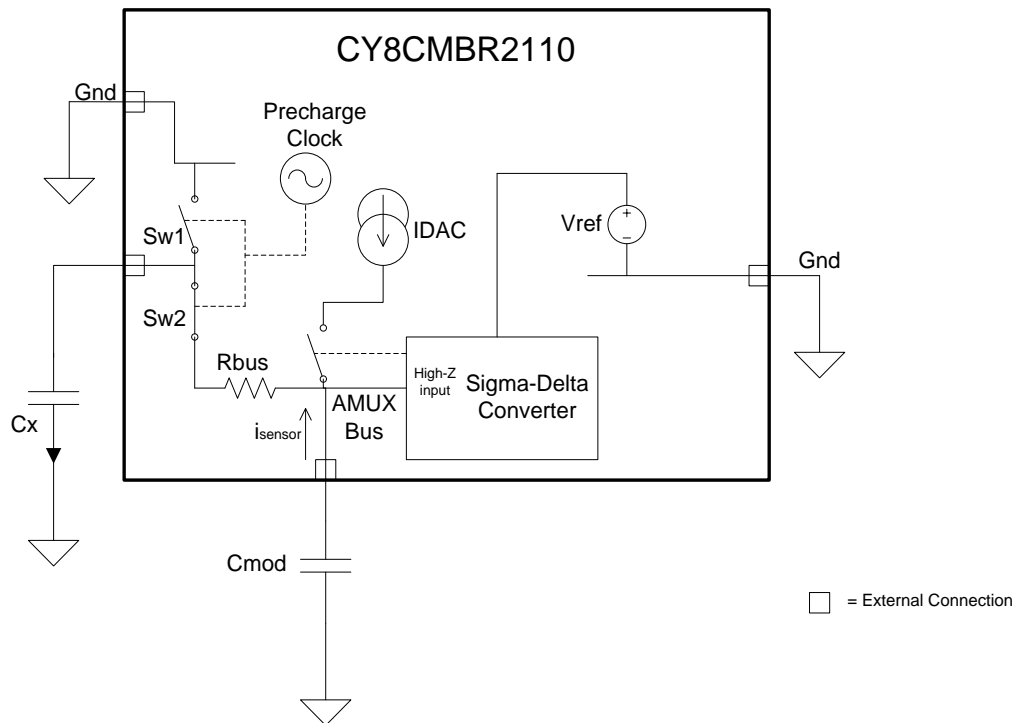 CY8CMBR2110
Gnd
Precharge
Clock
IDAC
Vref
Sw1
Gnd
Sw2
Rbus
High-Z
input
Sigma-Delta
Converter
AMUX
Bus
isensor
Cx
Cmod
+
–
= External Connection